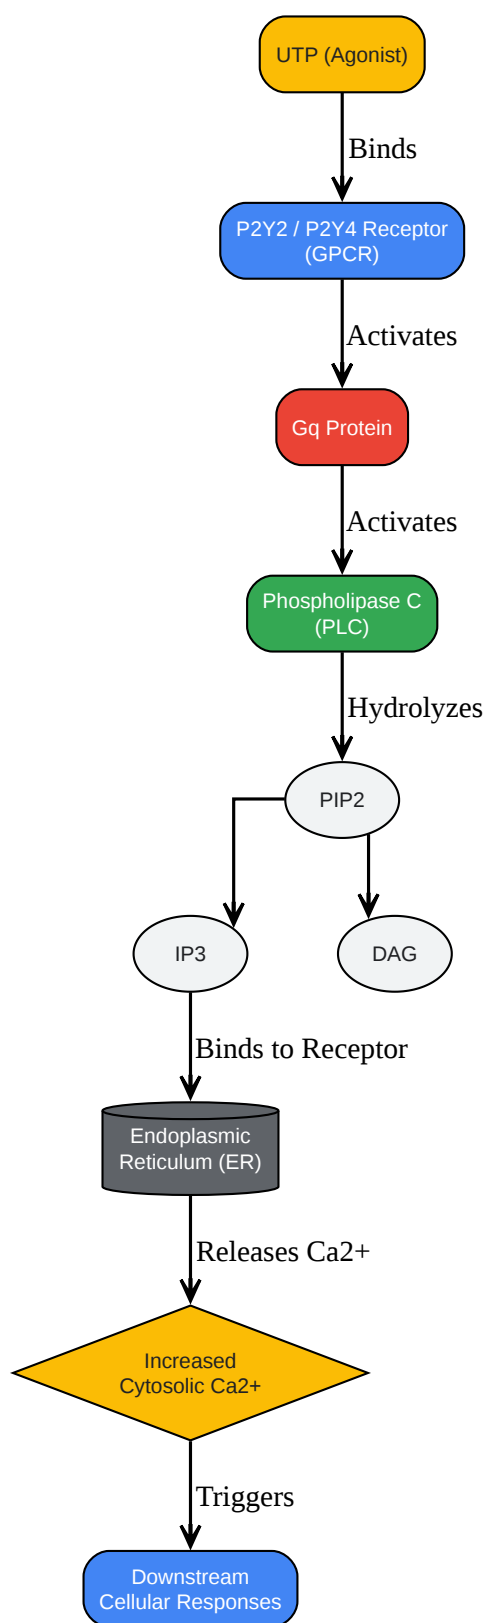 UTP (Agonist)
Binds
P2Y2 / P2Y4 Receptor
(GPCR)
Activates
Gq Protein
Activates
Phospholipase C
(PLC)
Hydrolyzes
PIP2
IP3
DAG
Binds to Receptor
Endoplasmic
Reticulum (ER)
Releases Ca2+
Increased
Cytosolic Ca2+
Triggers
Downstream
Cellular Responses